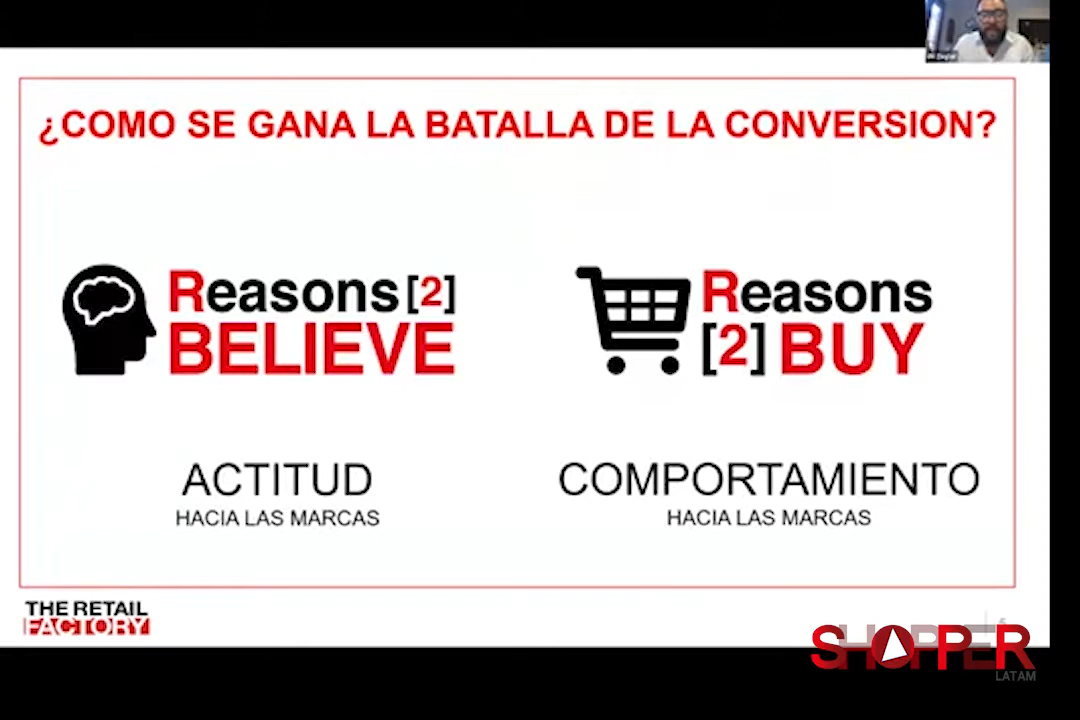 ¿COMO SE GANA LA BATALLA DE LA CONVERSION?
Reasons [2]
BELIEVE
Reasons
[2] BUY
ACTITUD
HACIA LAS MARCAS
COMPORTAMIENTO
HACIA LAS MARCAS
THE RETAIL
FACTORY
SHOPPER
LATAM